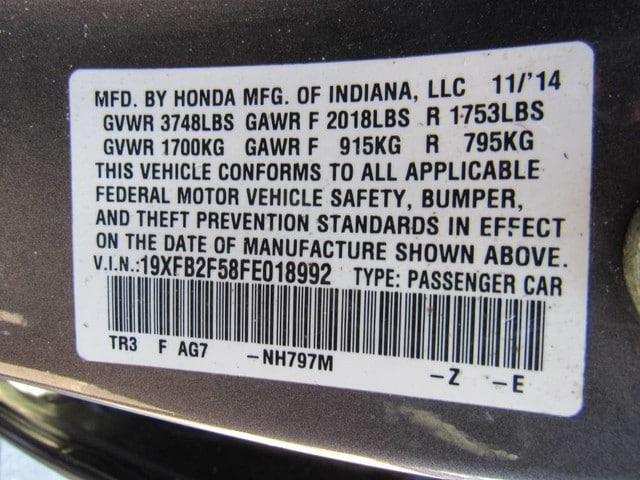 MFD. BY HONDA MFG. OF INDIANA, LLC 11/'14
GVWR 3748LBS GAWR F 2018LBS R 1753LBS
GVWR 1700KG GAWR F 915KG R 795KG
THIS VEHICLE CONFORMS TO ALL APPLICABLE
FEDERAL MOTOR VEHICLE SAFETY, BUMPER,
AND THEFT PREVENTION STANDARDS IN EFFECT
ON THE DATE OF MANUFACTURE SHOWN ABOVE.
V.I.N.:19XFB2F58FE018992 TYPE: PASSENGER CAR
TR3 F AG7 –NH797M –Z –E